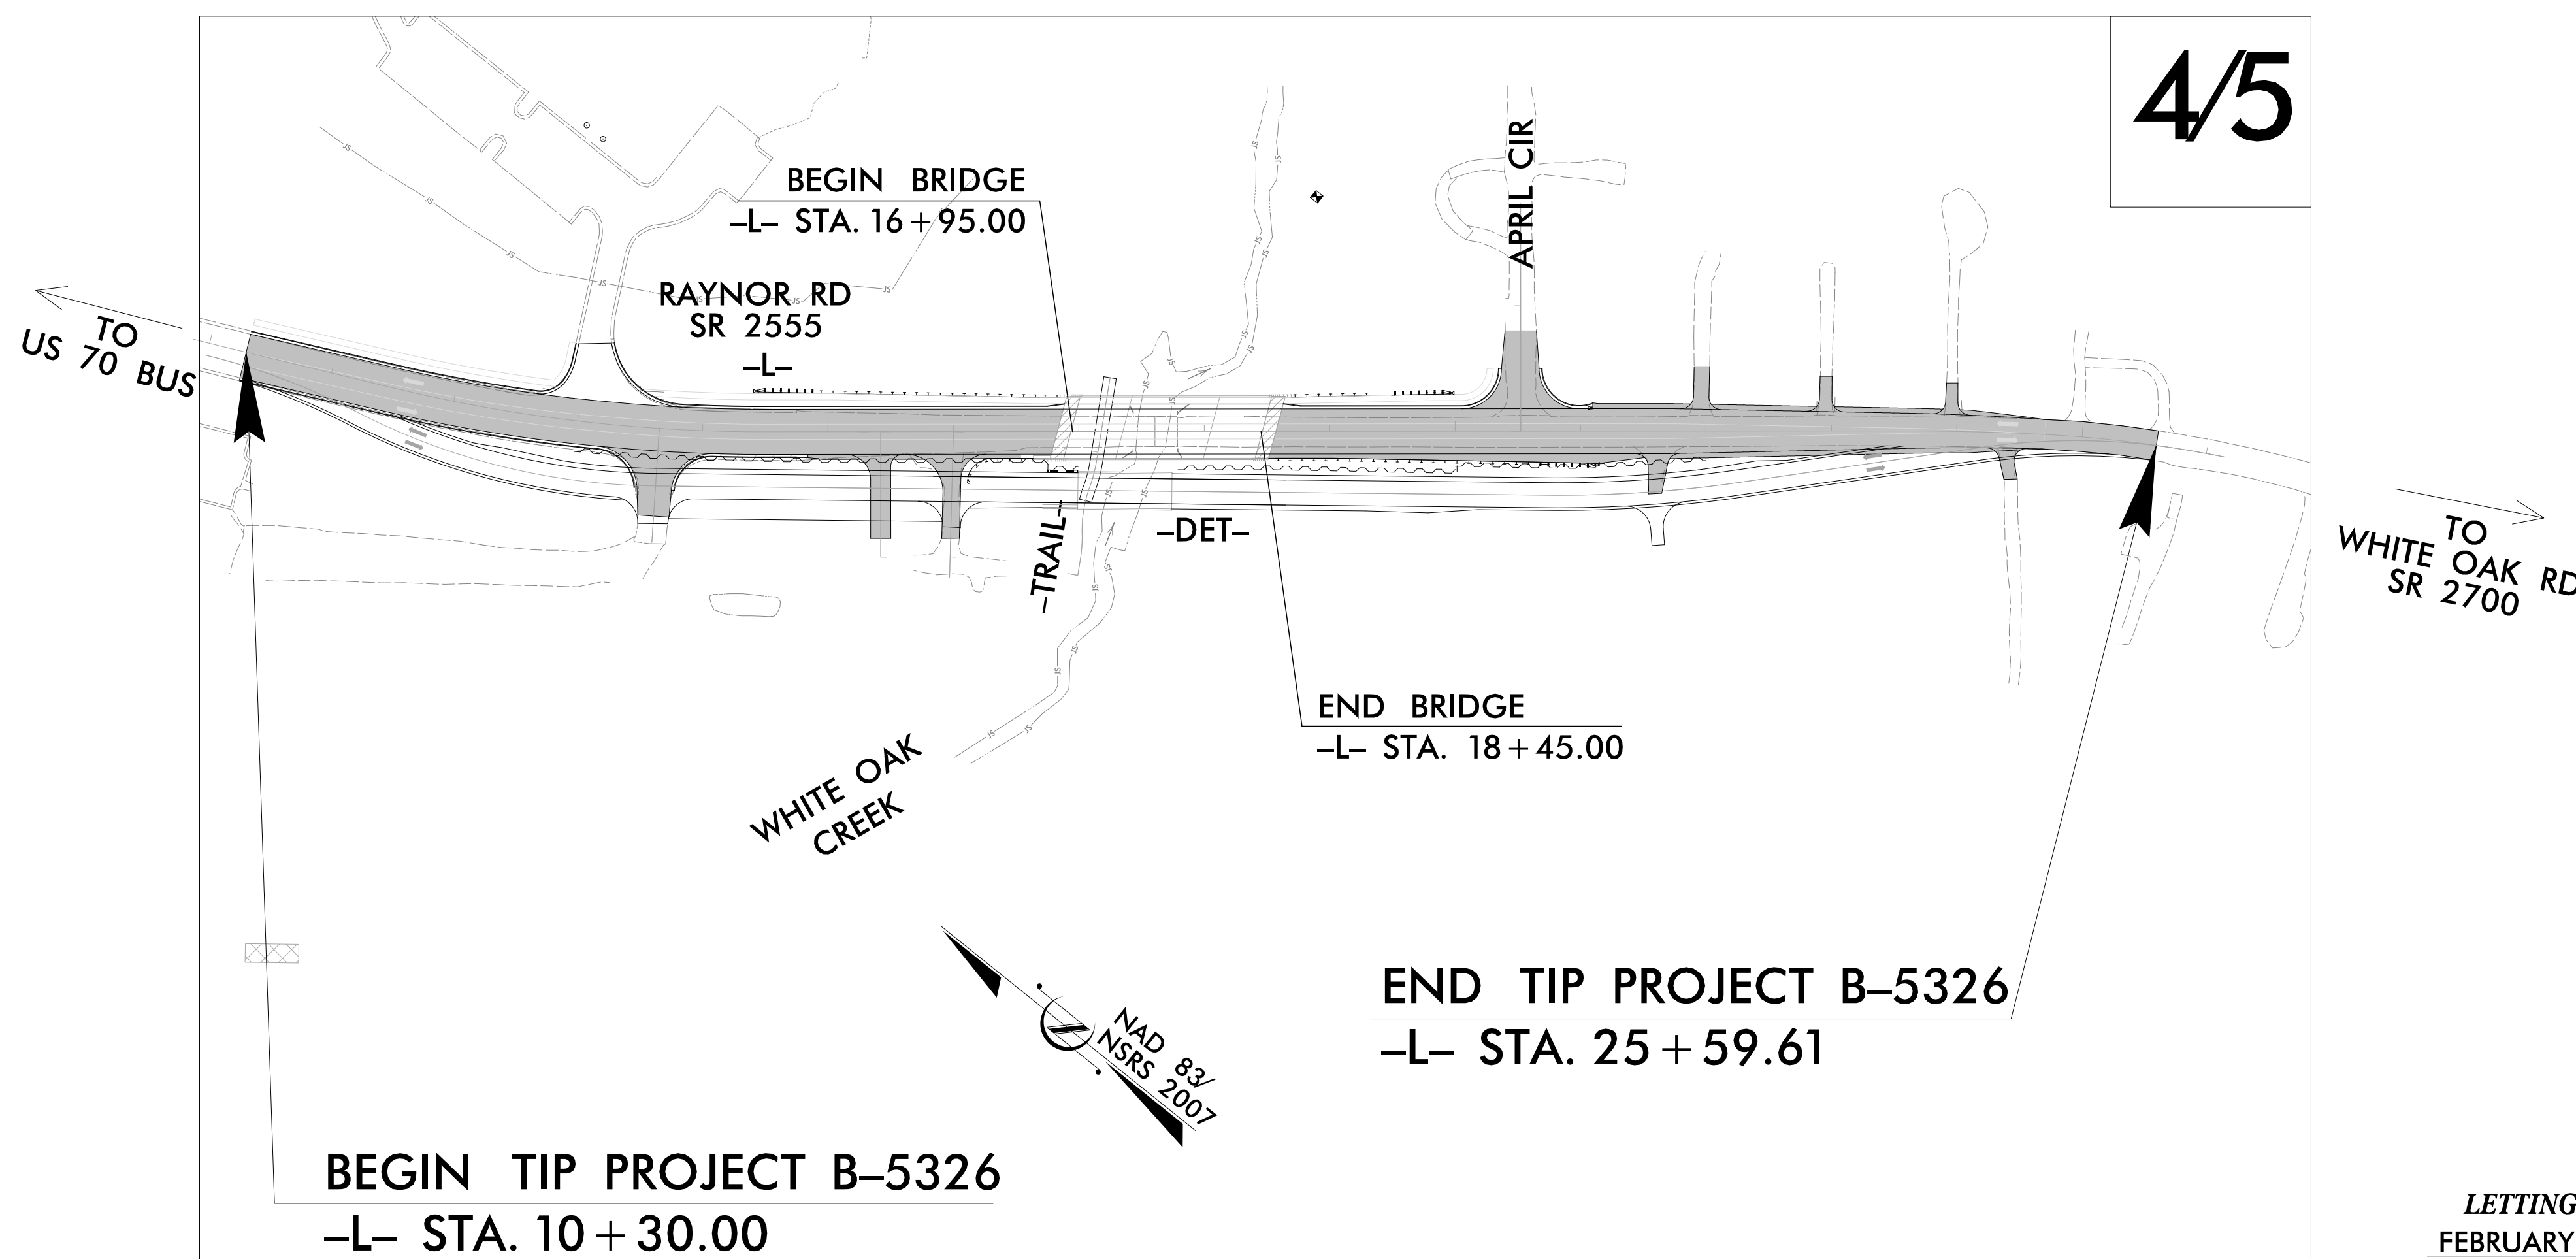 4/5
BEGIN BRIDGE
–L– STA. 16+95.00
APRIL CIR
RAYNOR RD
SR 2555
–L–
TO
US 70 BUS
–TRAIL–
–DET–
TO
WHITE OAK RD
SR 2700
END BRIDGE
–L– STA. 18+45.00
WHITE OAK
CREEK
NAD 83/
NSRS 2007
END TIP PROJECT B–5326
–L– STA. 25+59.61
BEGIN TIP PROJECT B–5326
–L– STA. 10+30.00
LETTING
FEBRUARY